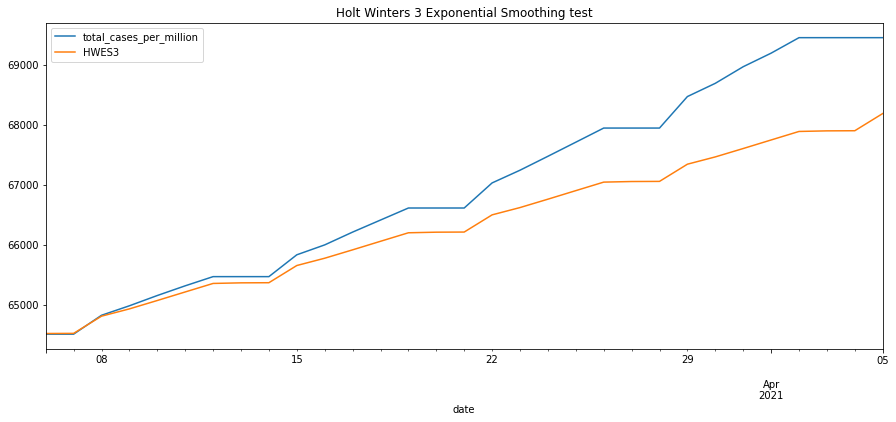 Holt Winters 3 Exponential Smoothing test
total_cases_per_million
HWES3
69000
68000
67000
66000
65000
08 15 22 29 05
Apr
2021
date